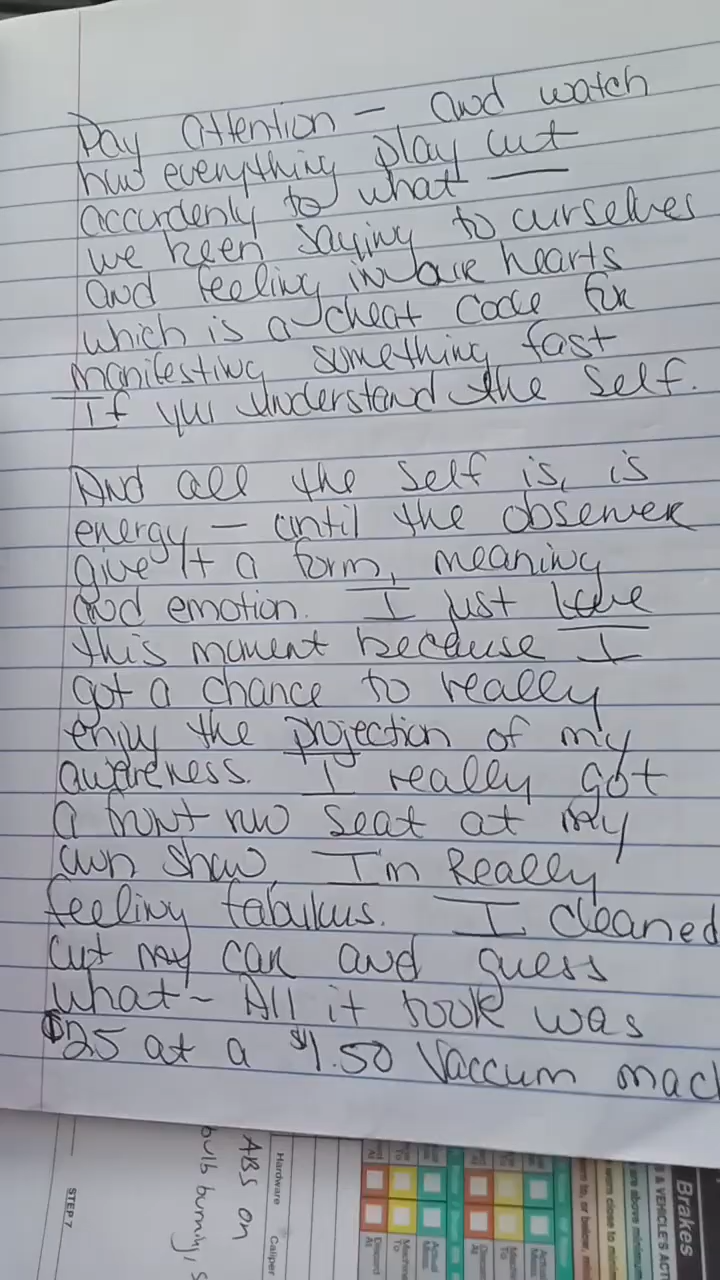 Pay attention — and watch
how everything play out
accordenly to what —
we been saying to ourselves
and feeling in our hearts
which is a cheat code for
manifesting something fast
If you understand the self.
And all the self is, is
energy — until the observer
give it a form, meaning
and emotion. I just love
this moment because I
got a chance to really
enjoy the projection of my
awareness. I really got
a front row seat at my
own show. I'm Really
feeling fabulous. I cleaned
out my car and guess
what - All it took was
$25 at a $1.50 Vaccum mac
ABS on
bulb burning,
Hardware
Caliper
STEP 7
Brakes
& VEHICLE'S ACT